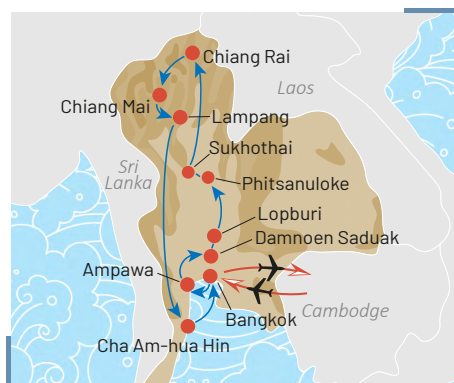 Chiang Rai
Laos
Chiang Mai
Lampang
Sukhothai
Sri
Lanka
Phitsanuloke
Lopburi
Damnoen Saduak
Ampawa
Cambodge
Bangkok
Cha Am-hua Hin